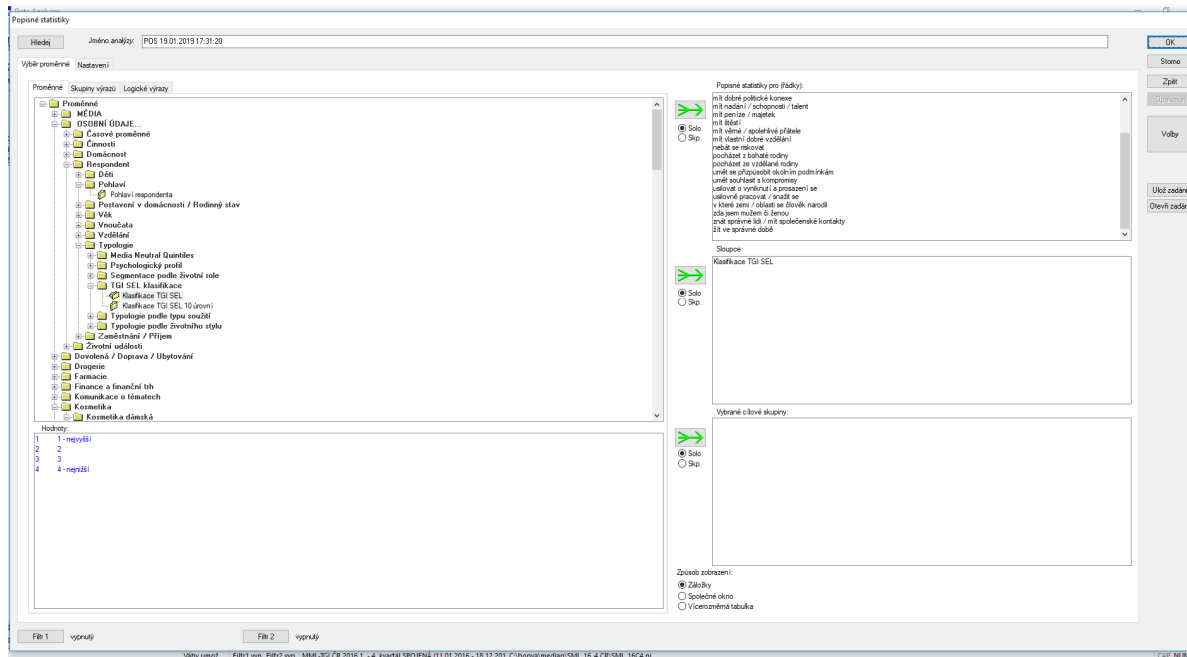 Data Analyzer
Popisné statistiky
Hledej
Jméno analýzy:
PDS 19.01.2019 17:31:20
OK
Storno
Zpět
Opakovat
Volby
Ulož zadání
Otevři zadán
Výběr proměnné
Nastavení
Proměnné
Skupiny výrazů
Logické výrazy
Proměnné
MÉDIA
OSOBNÍ ÚDAJE...
Časové proměnné
Činnosti
Domácnost
Respondent
Děti
Pohlaví
Pohlaví respondenta
Postavení v domácnosti / Rodinný stav
Věk
Vnoučata
Vzdělání
Typologie
Media Neutral Quintiles
Psychologický profil
Segmentace podle životní role
TGI SEL klasifikace
Klasifikace TGI SEL
Klasifikace TGI SEL 10 úrovní
Typologie podle typu soužití
Typologie podle životního stylu
Zaměstnání / Příjem
Životní události
Dovolená / Doprava / Ubytování
Drogerie
Farmacie
Finance a finanční trh
Komunikace o tématech
Kosmetika
Kosmetika dámská
Hodnoty:
1 1 - nejvyšší
2 2
3 3
4 4 - nejnižší
Solo
Skp.
Popisné statistiky pro (řádky):
mít dobré politické konexe
mít nadání / schopnosti / talent
mít peníze / majetek
mít štěstí
mít věrné / spolehlivé přátele
mít vlastní dobré vzdělání
nebát se riskovat
pocházet z bohaté rodiny
pocházet ze vzdělané rodiny
umět se přizpůsobit okolním podmínkám
umět souhlasit s kompromisy
usilovat o vyniknutí a prosazení se
usilovně pracovat / snažit se
v které zemi / oblasti se člověk narodil
zda jsem mužem či ženou
znát správné lidi / mít společenské kontakty
žít ve správné době
Solo
Skp.
Sloupce:
Klasifikace TGI SEL
Solo
Skp.
Vybrané cílové skupiny:
Způsob zobrazení:
Záložky
Společné okno
Vícerozměrná tabulka
Filtr 1
vypnutý
Filtr 2
vypnutý